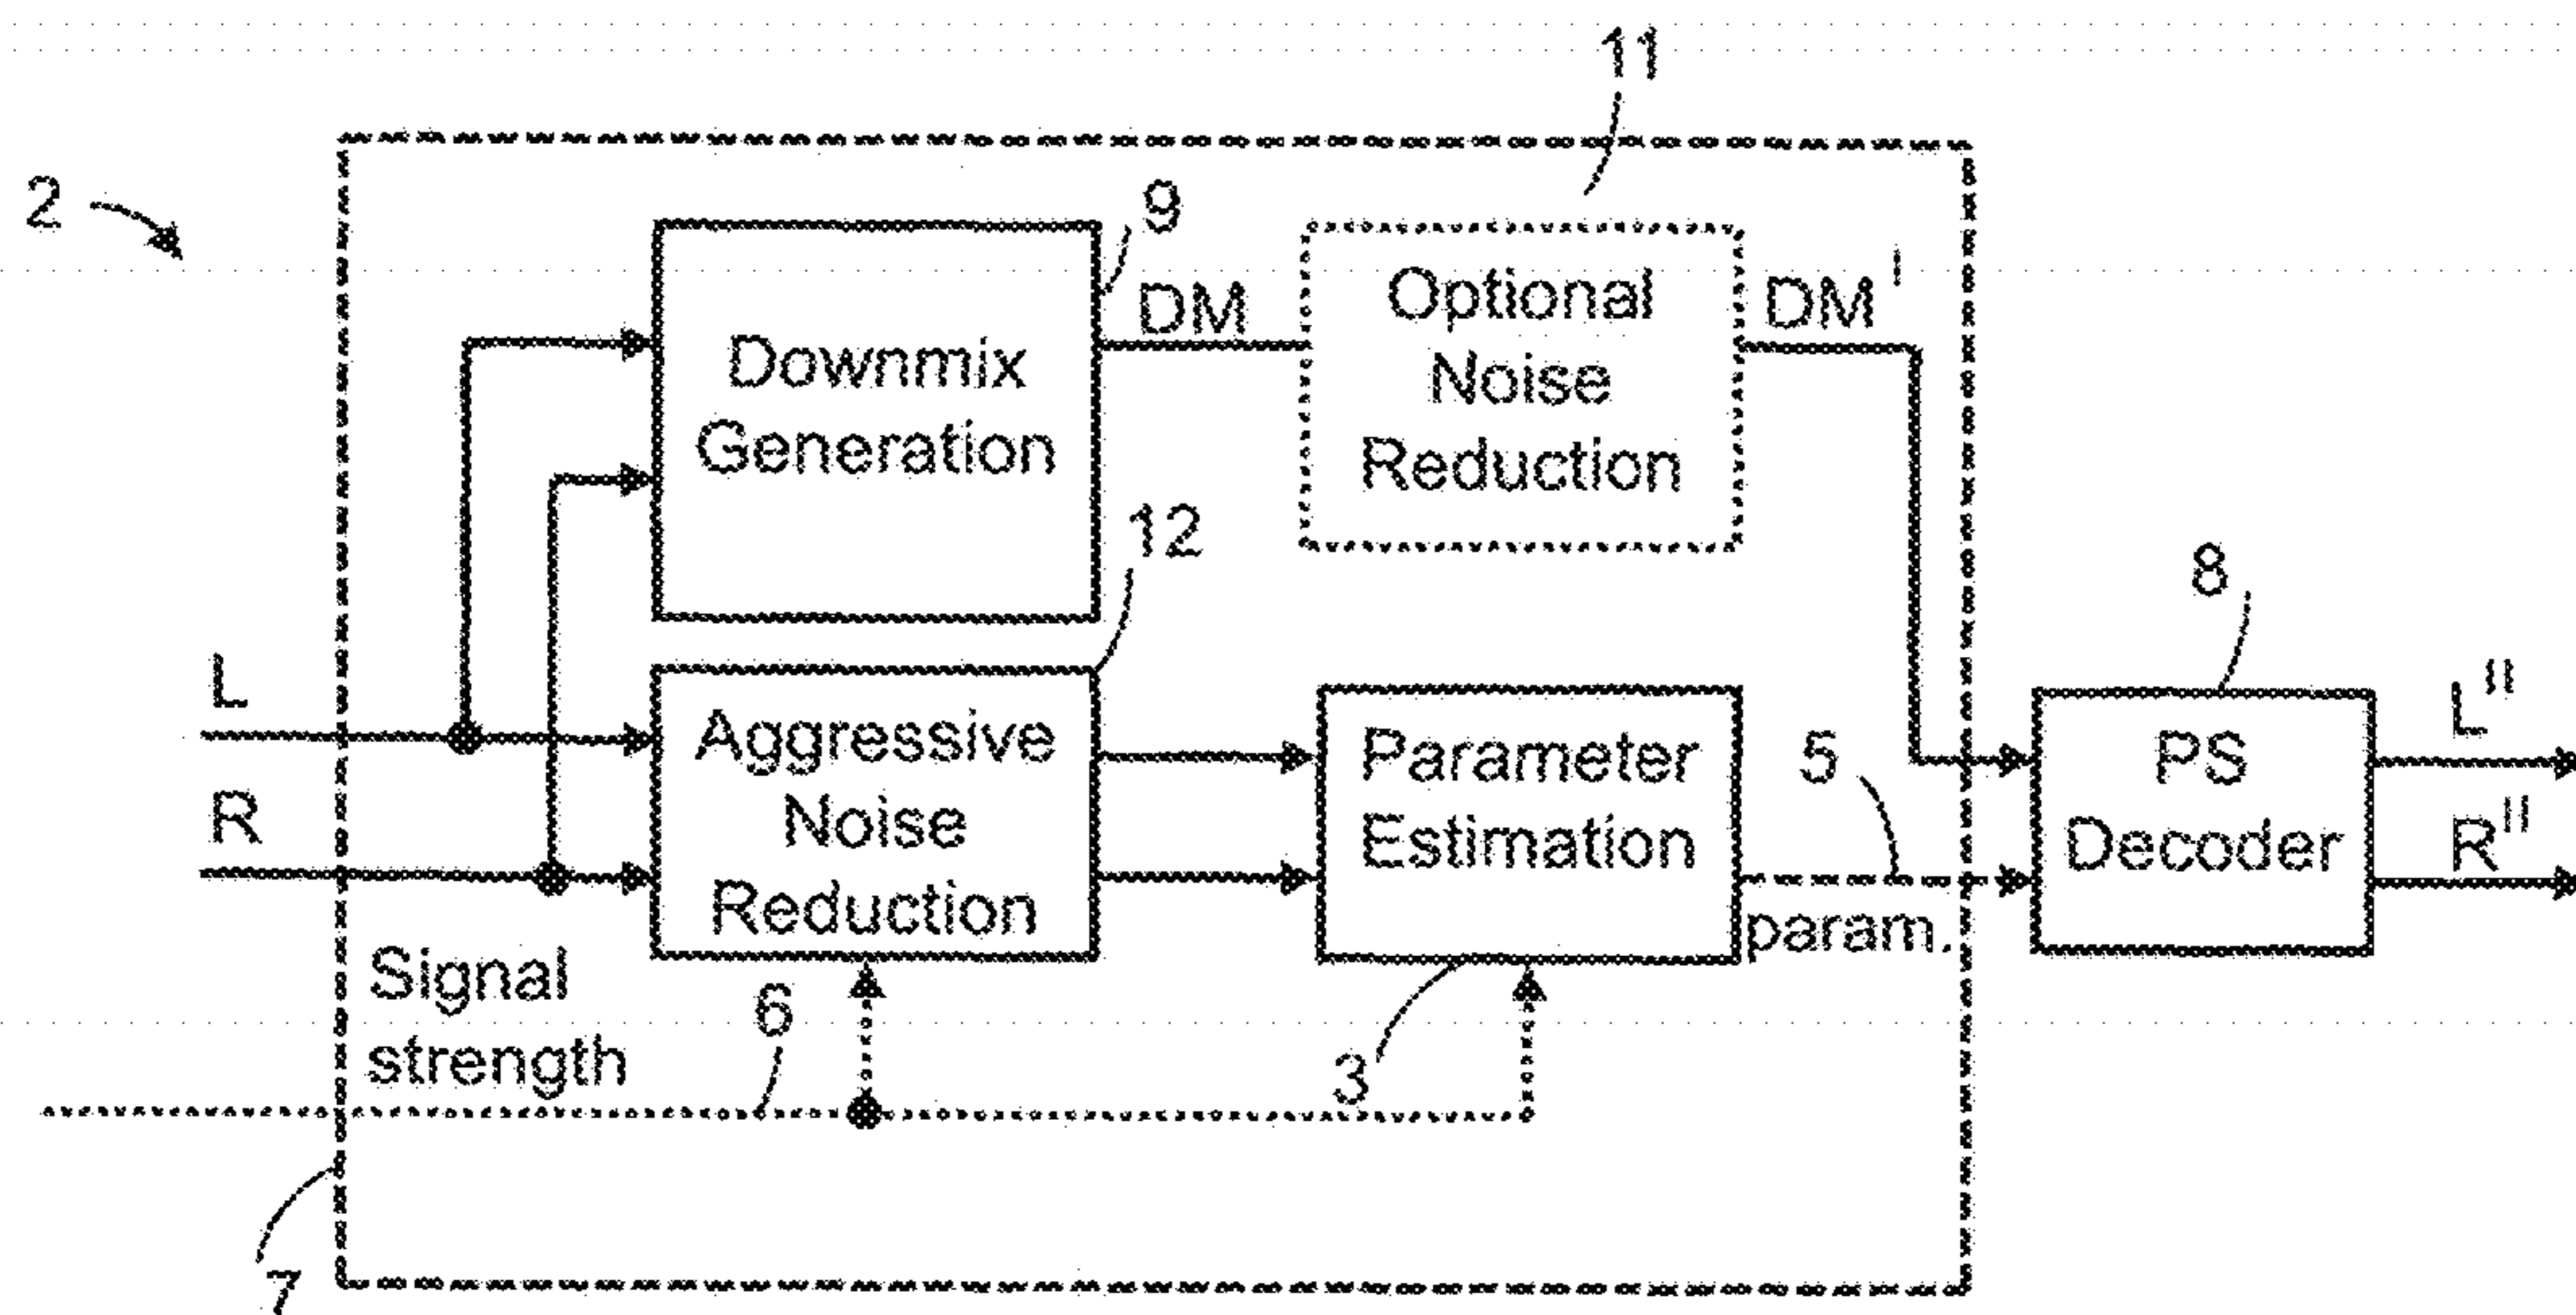 11
2
9
DM
Optional
Noise
Reduction
DM'
Downmix
Generation
12
8
L
R
Aggressive
Noise
Reduction
Parameter
Estimation
5
param.
PS
Decoder
L"
R"
Signal
strength
6
3
7